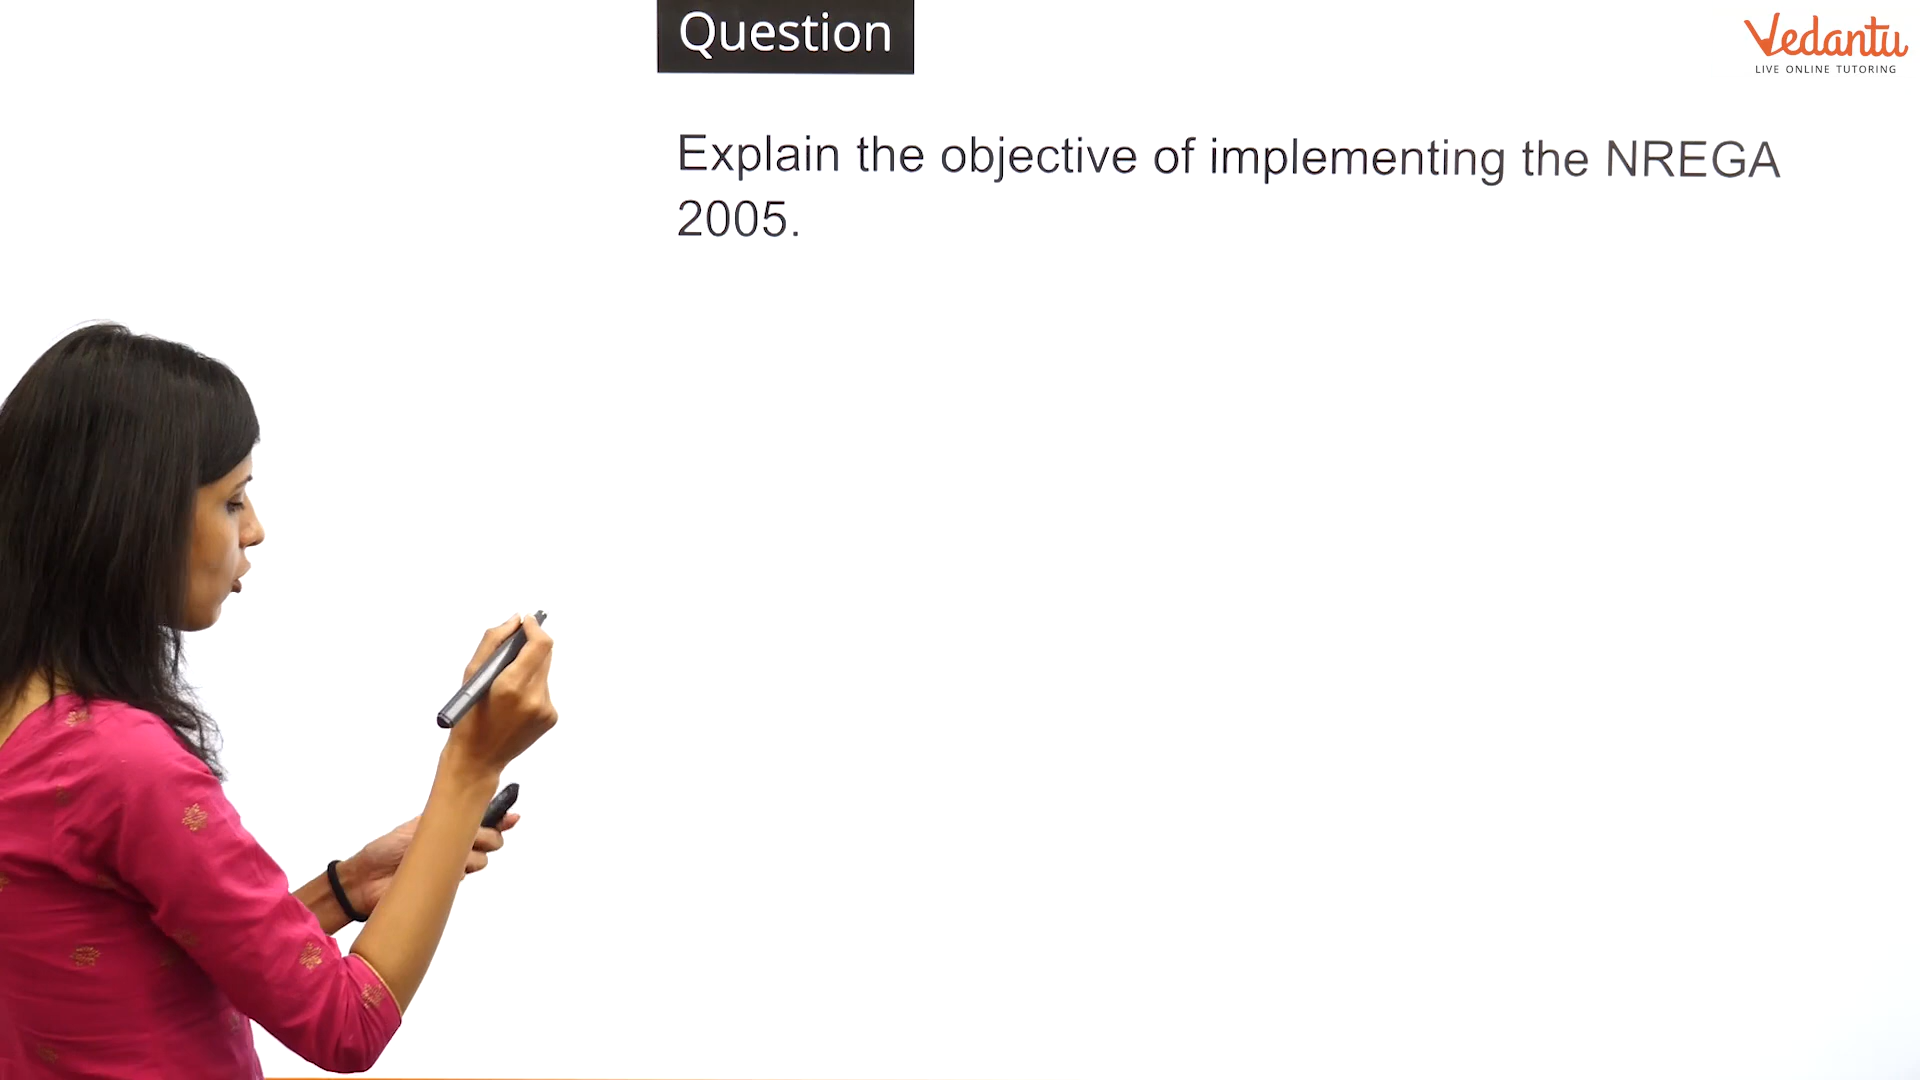 Question
Vedantu
LIVE ONLINE TUTORING
Explain the objective of implementing the NREGA
2005.